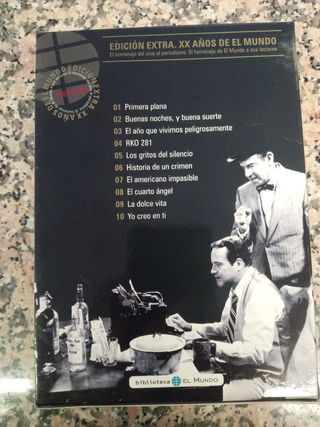 EDICIÓN EXTRA. XX AÑOS DE EL MUNDO
El homenaje del cine al periodismo. El homenaje de El Mundo a sus lectores
01 Primera plana
02 Buenas noches, y buena suerte
03 El año que vivimos peligrosamente
04 RKO 281
05 Los gritos del silencio
06 Historia de un crimen
07 El americano impasible
08 El cuarto ángel
09 La dolce vita
10 Yo creo en ti
biblioteca EL MUNDO